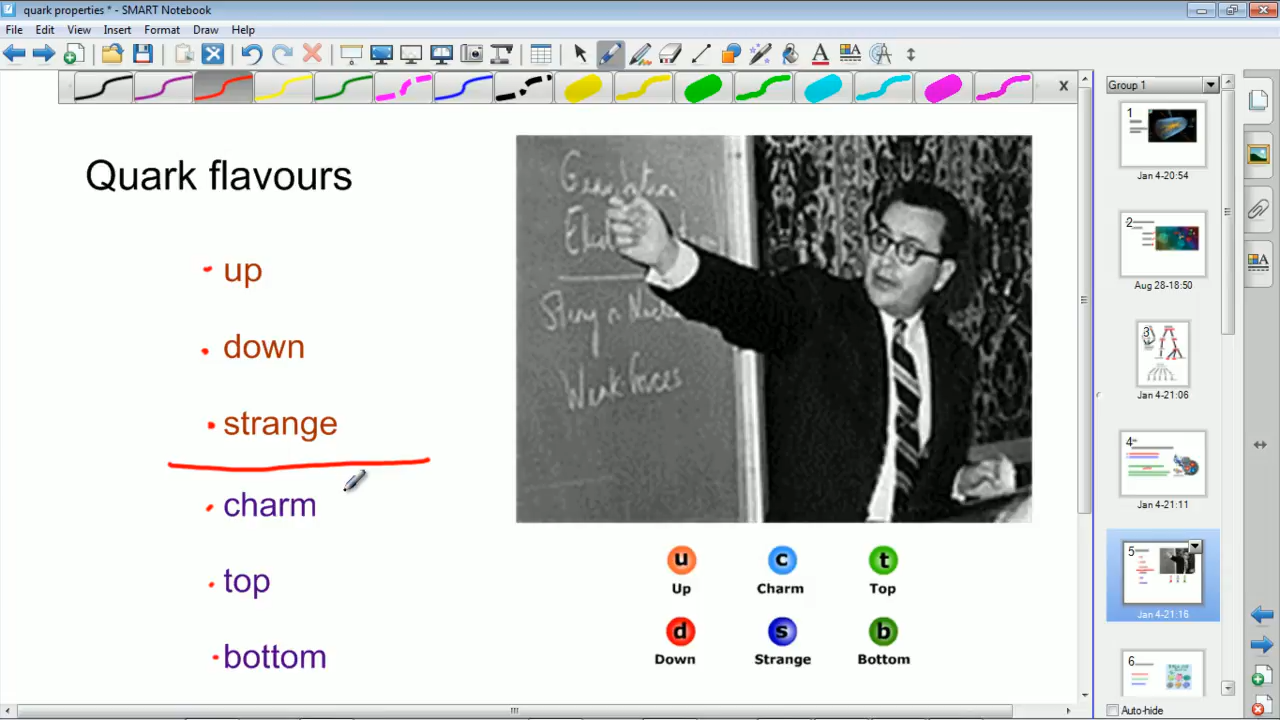 quark properties * - SMART Notebook
File Edit View Insert Format Draw Help
Group 1
x
Quark flavours
up
down
strange
charm
top
bottom
Weak Forces
u c t
Up Charm Top
d s b
Down Strange Bottom
1
Jan 4-20:54
2
Aug 28-18:50
3
Jan 4-21:06
4
Jan 4-21:11
5
Jan 4-21:16
6
Auto-hide